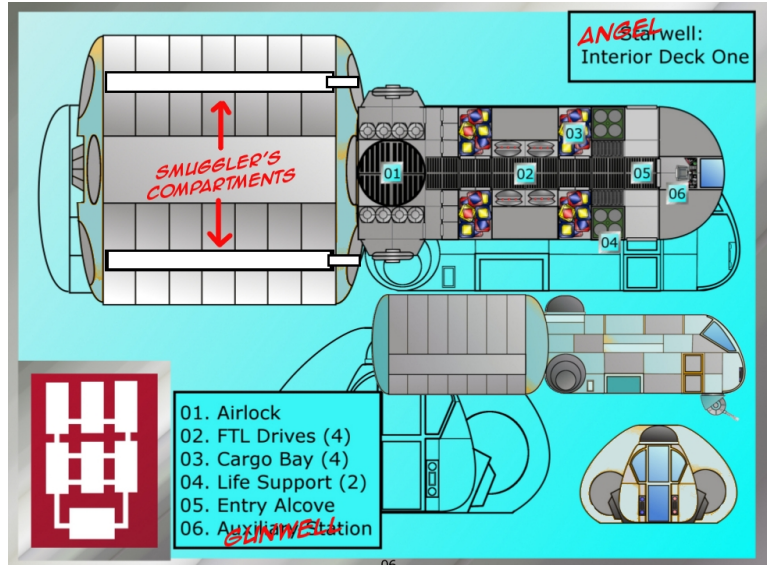 ANGEL
Starwell:
Interior Deck One
SMUGGLER'S
COMPARTMENTS
01
02
03
04
05
06
01. Airlock
02. FTL Drives (4)
03. Cargo Bay (4)
04. Life Support (2)
05. Entry Alcove
06. Auxiliary Station
GUNWELL
06